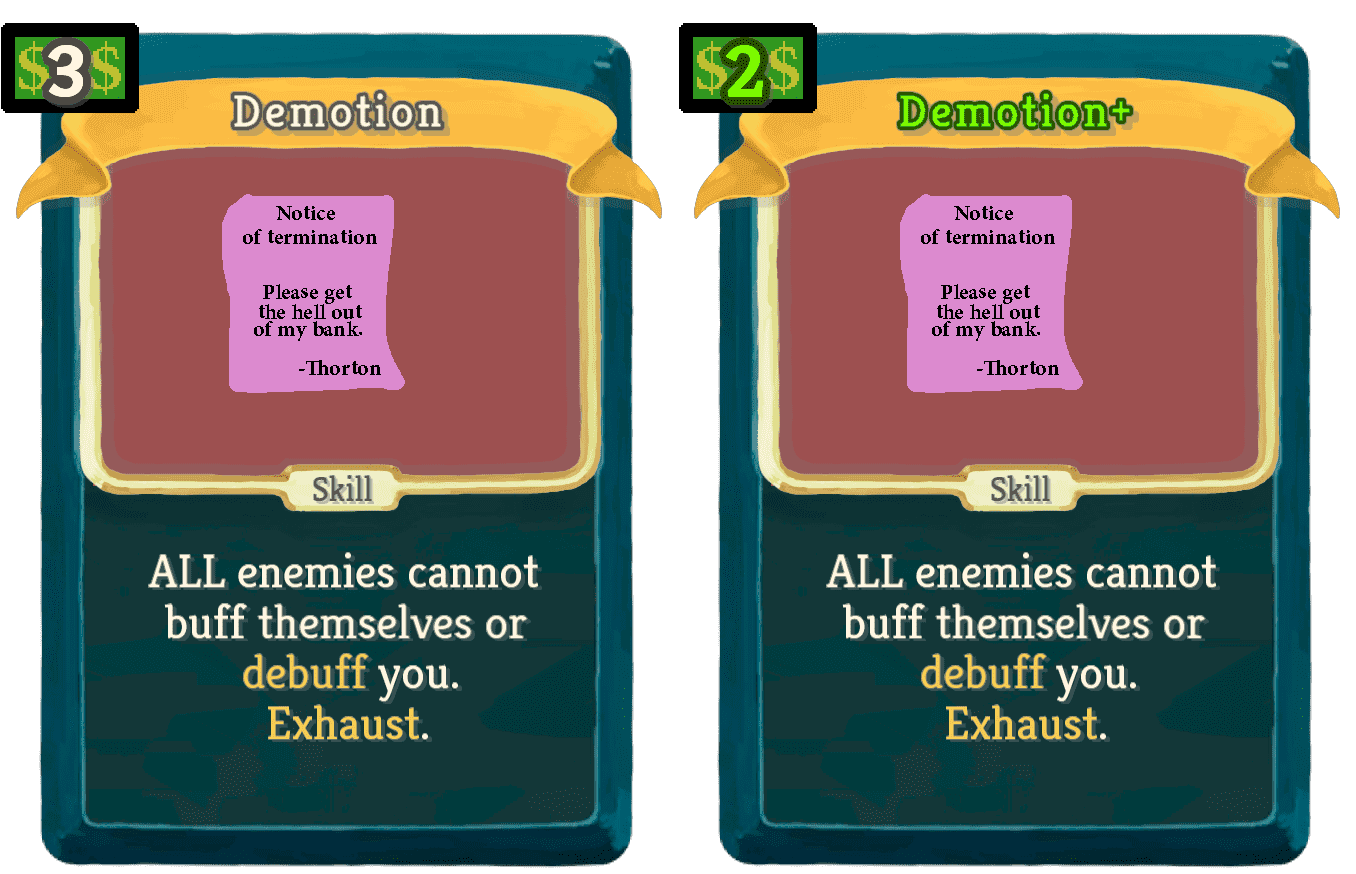 $3$
Demotion
Notice
of termination
Please get
the hell out
of my bank.
-Thorton
Skill
ALL enemies cannot
buff themselves or
debuff you.
Exhaust.
$2$
Demotion+
Notice
of termination
Please get
the hell out
of my bank.
-Thorton
Skill
ALL enemies cannot
buff themselves or
debuff you.
Exhaust.